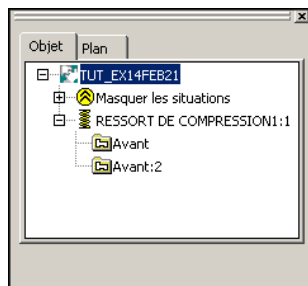 Objet Plan
TUT_EX14FEB21
Masquer les situations
RESSORT DE COMPRESSION1:1
Avant
Avant:2